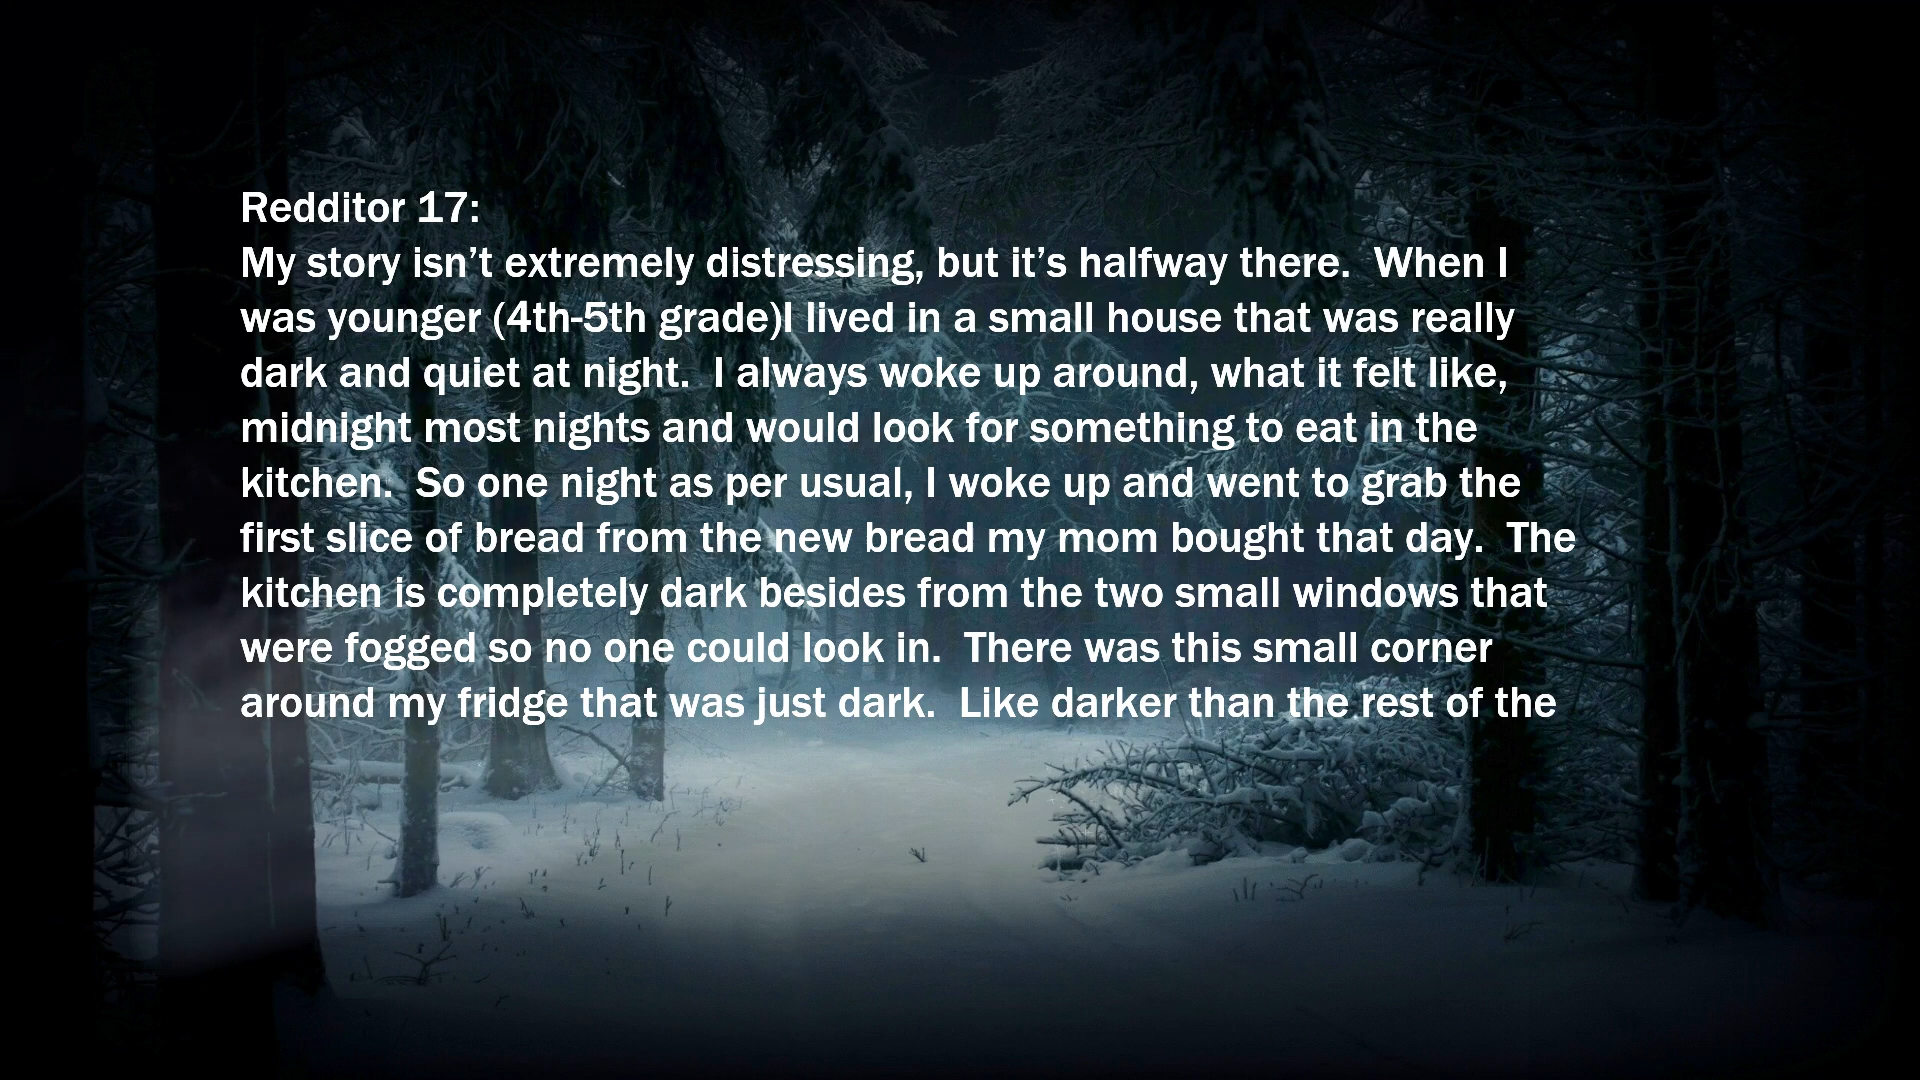 Redditor 17:
My story isn’t extremely distressing, but it’s halfway there.  When I
was younger (4th-5th grade)I lived in a small house that was really
dark and quiet at night.  I always woke up around, what it felt like,
midnight most nights and would look for something to eat in the
kitchen.  So one night as per usual, I woke up and went to grab the
first slice of bread from the new bread my mom bought that day.  The
kitchen is completely dark besides from the two small windows that
were fogged so no one could look in.  There was this small corner
around my fridge that was just dark.  Like darker than the rest of the